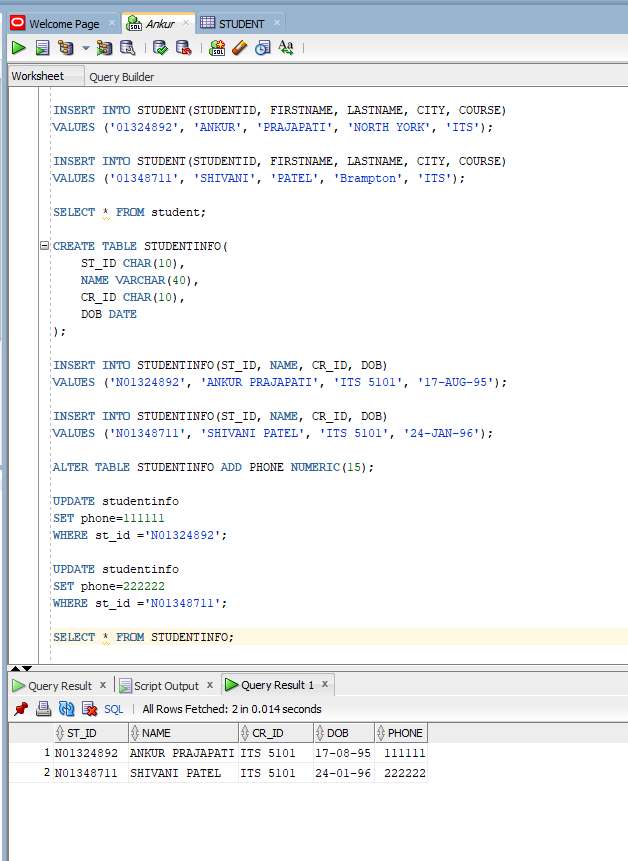 Welcome Page Ankur STUDENT
Worksheet Query Builder
INSERT INTO STUDENT(STUDENTID, FIRSTNAME, LASTNAME, CITY, COURSE)
VALUES ('01324892', 'ANKUR', 'PRAJAPATI', 'NORTH YORK', 'ITS');
INSERT INTO STUDENT(STUDENTID, FIRSTNAME, LASTNAME, CITY, COURSE)
VALUES ('01348711', 'SHIVANI', 'PATEL', 'Brampton', 'ITS');
SELECT * FROM student;
CREATE TABLE STUDENTINFO(
ST_ID CHAR(10),
NAME VARCHAR(40),
CR_ID CHAR(10),
DOB DATE
);
INSERT INTO STUDENTINFO(ST_ID, NAME, CR_ID, DOB)
VALUES ('N01324892', 'ANKUR PRAJAPATI', 'ITS 5101', '17-AUG-95');
INSERT INTO STUDENTINFO(ST_ID, NAME, CR_ID, DOB)
VALUES ('N01348711', 'SHIVANI PATEL', 'ITS 5101', '24-JAN-96');
ALTER TABLE STUDENTINFO ADD PHONE NUMERIC(15);
UPDATE studentinfo
SET phone=111111
WHERE st_id ='N01324892';
UPDATE studentinfo
SET phone=222222
WHERE st_id ='N01348711';
SELECT * FROM STUDENTINFO;
Query Result x Script Output x Query Result 1 x
SQL | All Rows Fetched: 2 in 0.014 seconds
ST_ID NAME CR_ID DOB PHONE
1 N01324892 ANKUR PRAJAPATI ITS 5101 17-08-95 111111
2 N01348711 SHIVANI PATEL ITS 5101 24-01-96 222222